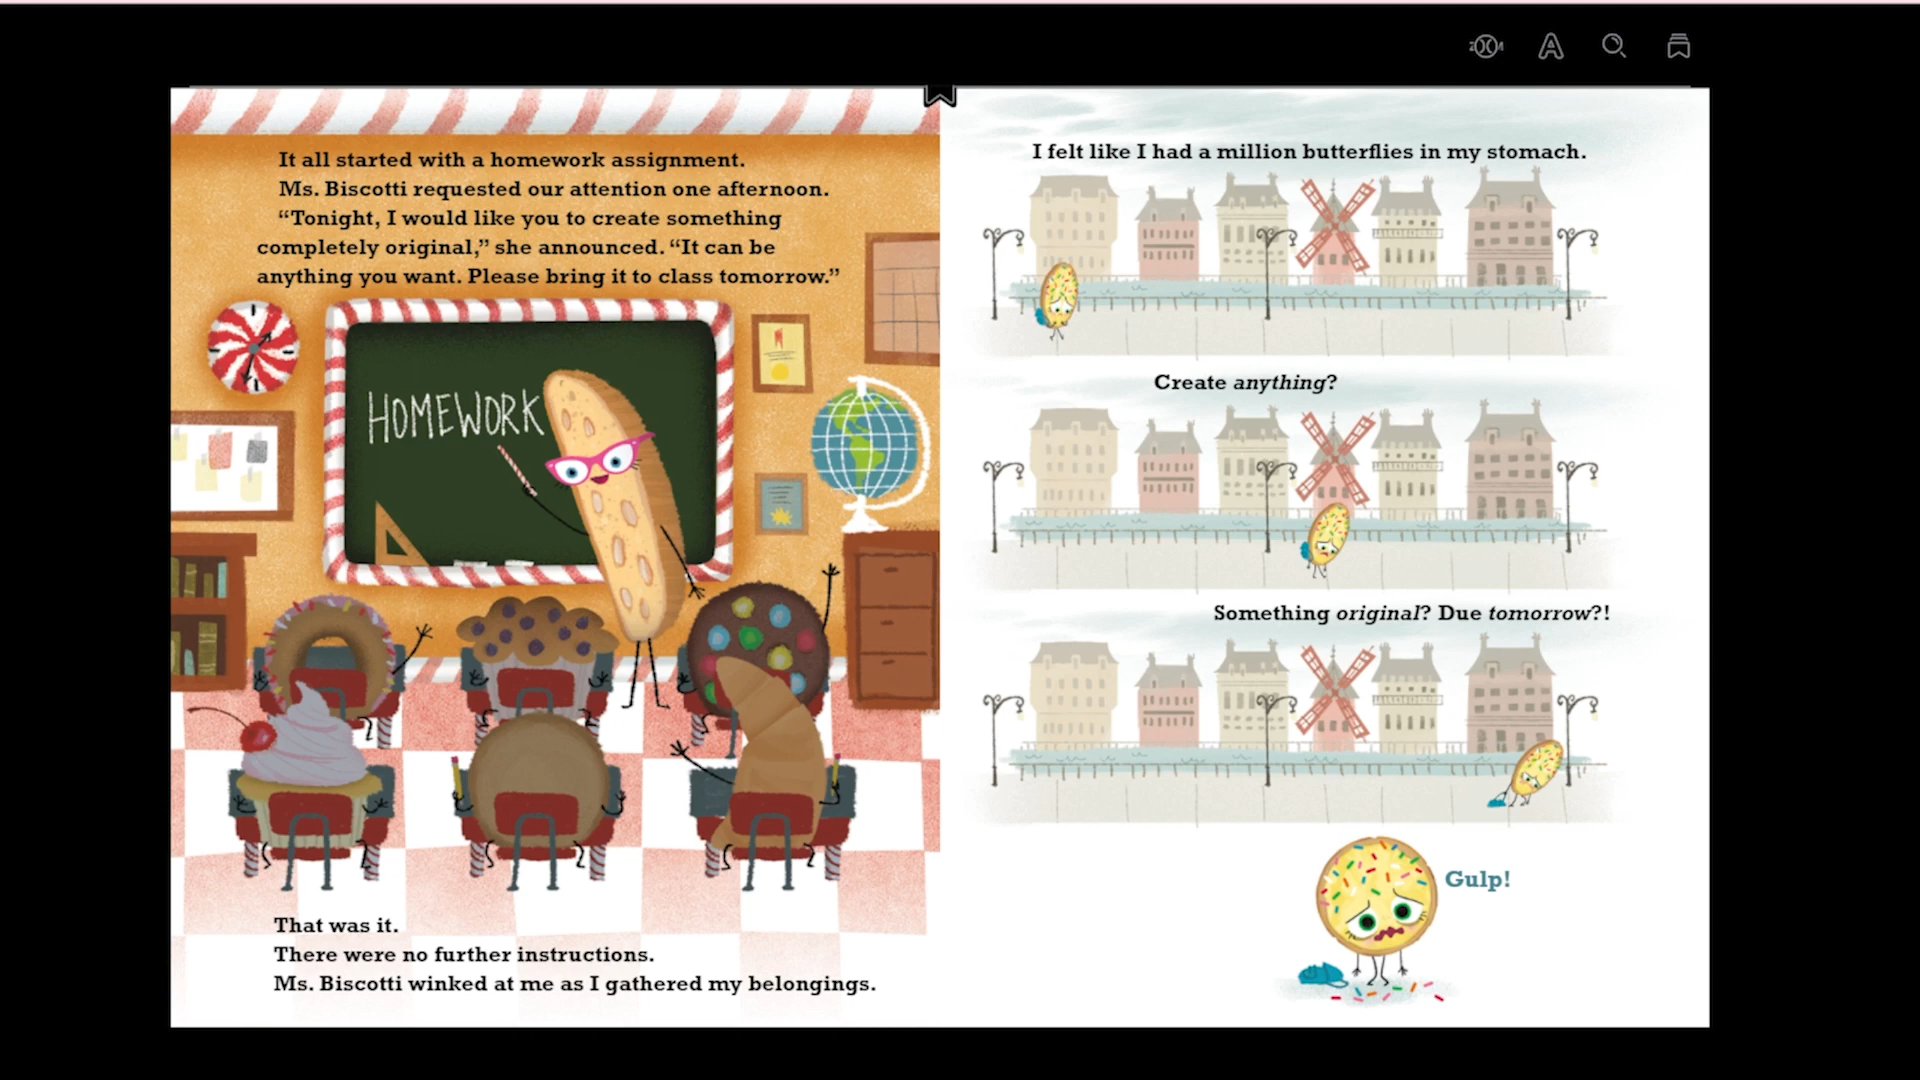 It all started with a homework assignment.
Ms. Biscotti requested our attention one afternoon.
“Tonight, I would like you to create something
completely original,” she announced. “It can be
anything you want. Please bring it to class tomorrow.”
HOMEWORK
That was it.
There were no further instructions.
Ms. Biscotti winked at me as I gathered my belongings.
I felt like I had a million butterflies in my stomach.
Create anything?
Something original? Due tomorrow?!
Gulp!